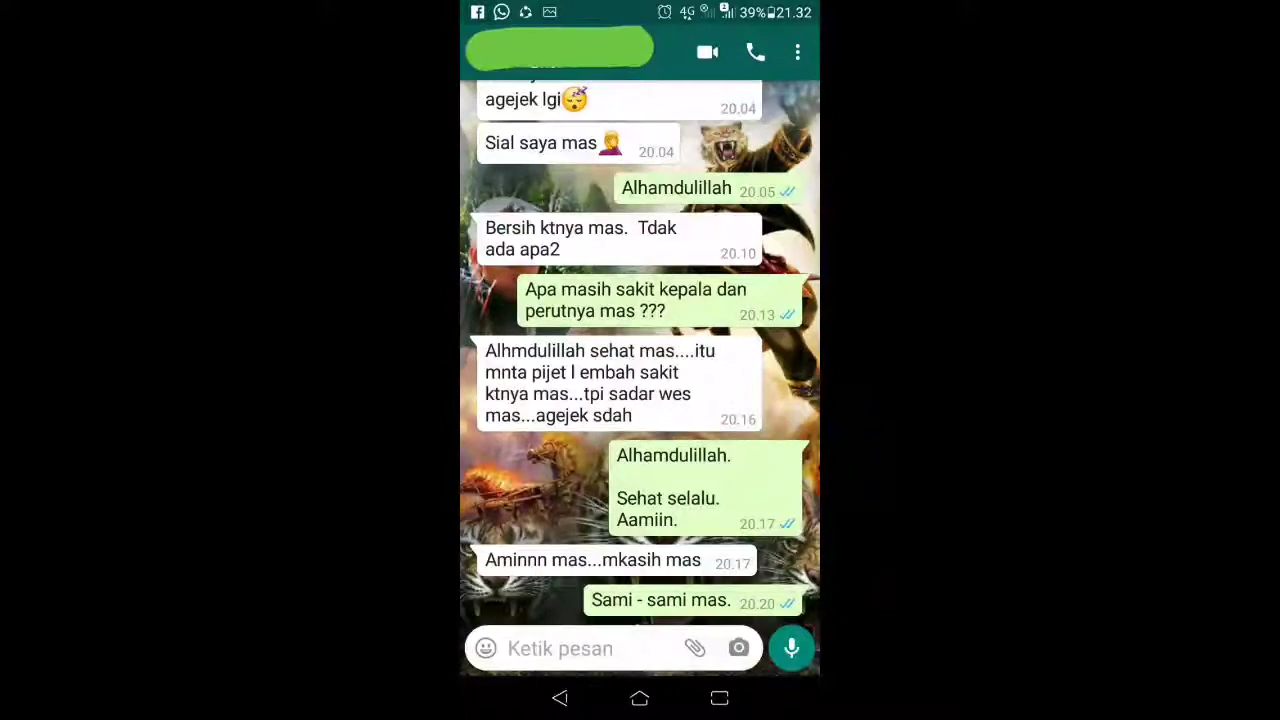 4G 39% 21.32
agejek lgi😴 20.04
Sial saya mas🤦 20.04
Alhamdulillah 20.05
Bersih ktnya mas. Tdak
ada apa2 20.10
Apa masih sakit kepala dan
perutnya mas ??? 20.13
Alhmdulillah sehat mas....itu
mnta pijet l embah sakit
ktnya mas...tpi sadar wes
mas...agejek sdah 20.16
Alhamdulillah.
Sehat selalu.
Aamiin. 20.17
Aminnn mas...mkasih mas 20.17
Sami - sami mas. 20.20
Ketik pesan